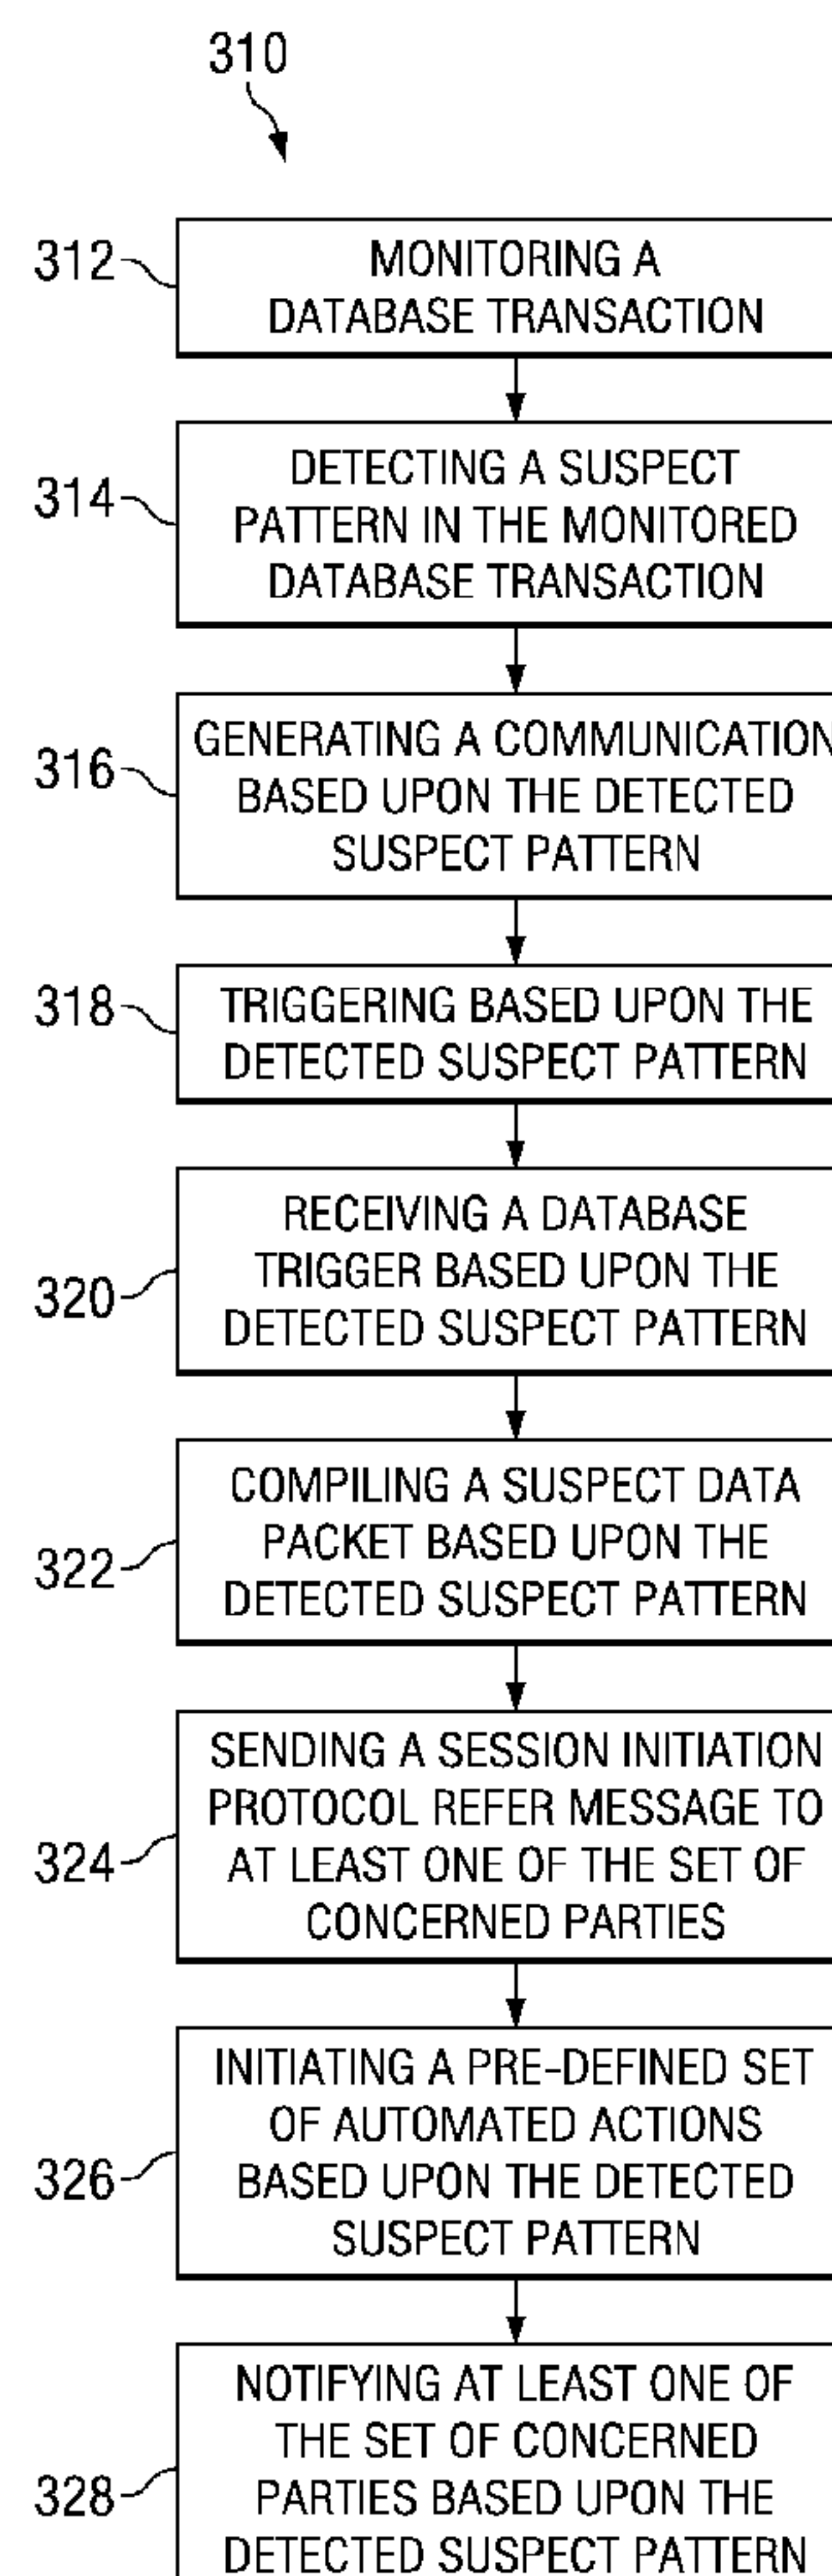 310
312
MONITORING A
DATABASE TRANSACTION
314
DETECTING A SUSPECT
PATTERN IN THE MONITORED
DATABASE TRANSACTION
316
GENERATING A COMMUNICATION
BASED UPON THE DETECTED
SUSPECT PATTERN
318
TRIGGERING BASED UPON THE
DETECTED SUSPECT PATTERN
320
RECEIVING A DATABASE
TRIGGER BASED UPON THE
DETECTED SUSPECT PATTERN
322
COMPILING A SUSPECT DATA
PACKET BASED UPON THE
DETECTED SUSPECT PATTERN
324
SENDING A SESSION INITIATION
PROTOCOL REFER MESSAGE TO
AT LEAST ONE OF THE SET OF
CONCERNED PARTIES
326
INITIATING A PRE-DEFINED SET
OF AUTOMATED ACTIONS
BASED UPON THE DETECTED
SUSPECT PATTERN
328
NOTIFYING AT LEAST ONE OF
THE SET OF CONCERNED
PARTIES BASED UPON THE
DETECTED SUSPECT PATTERN